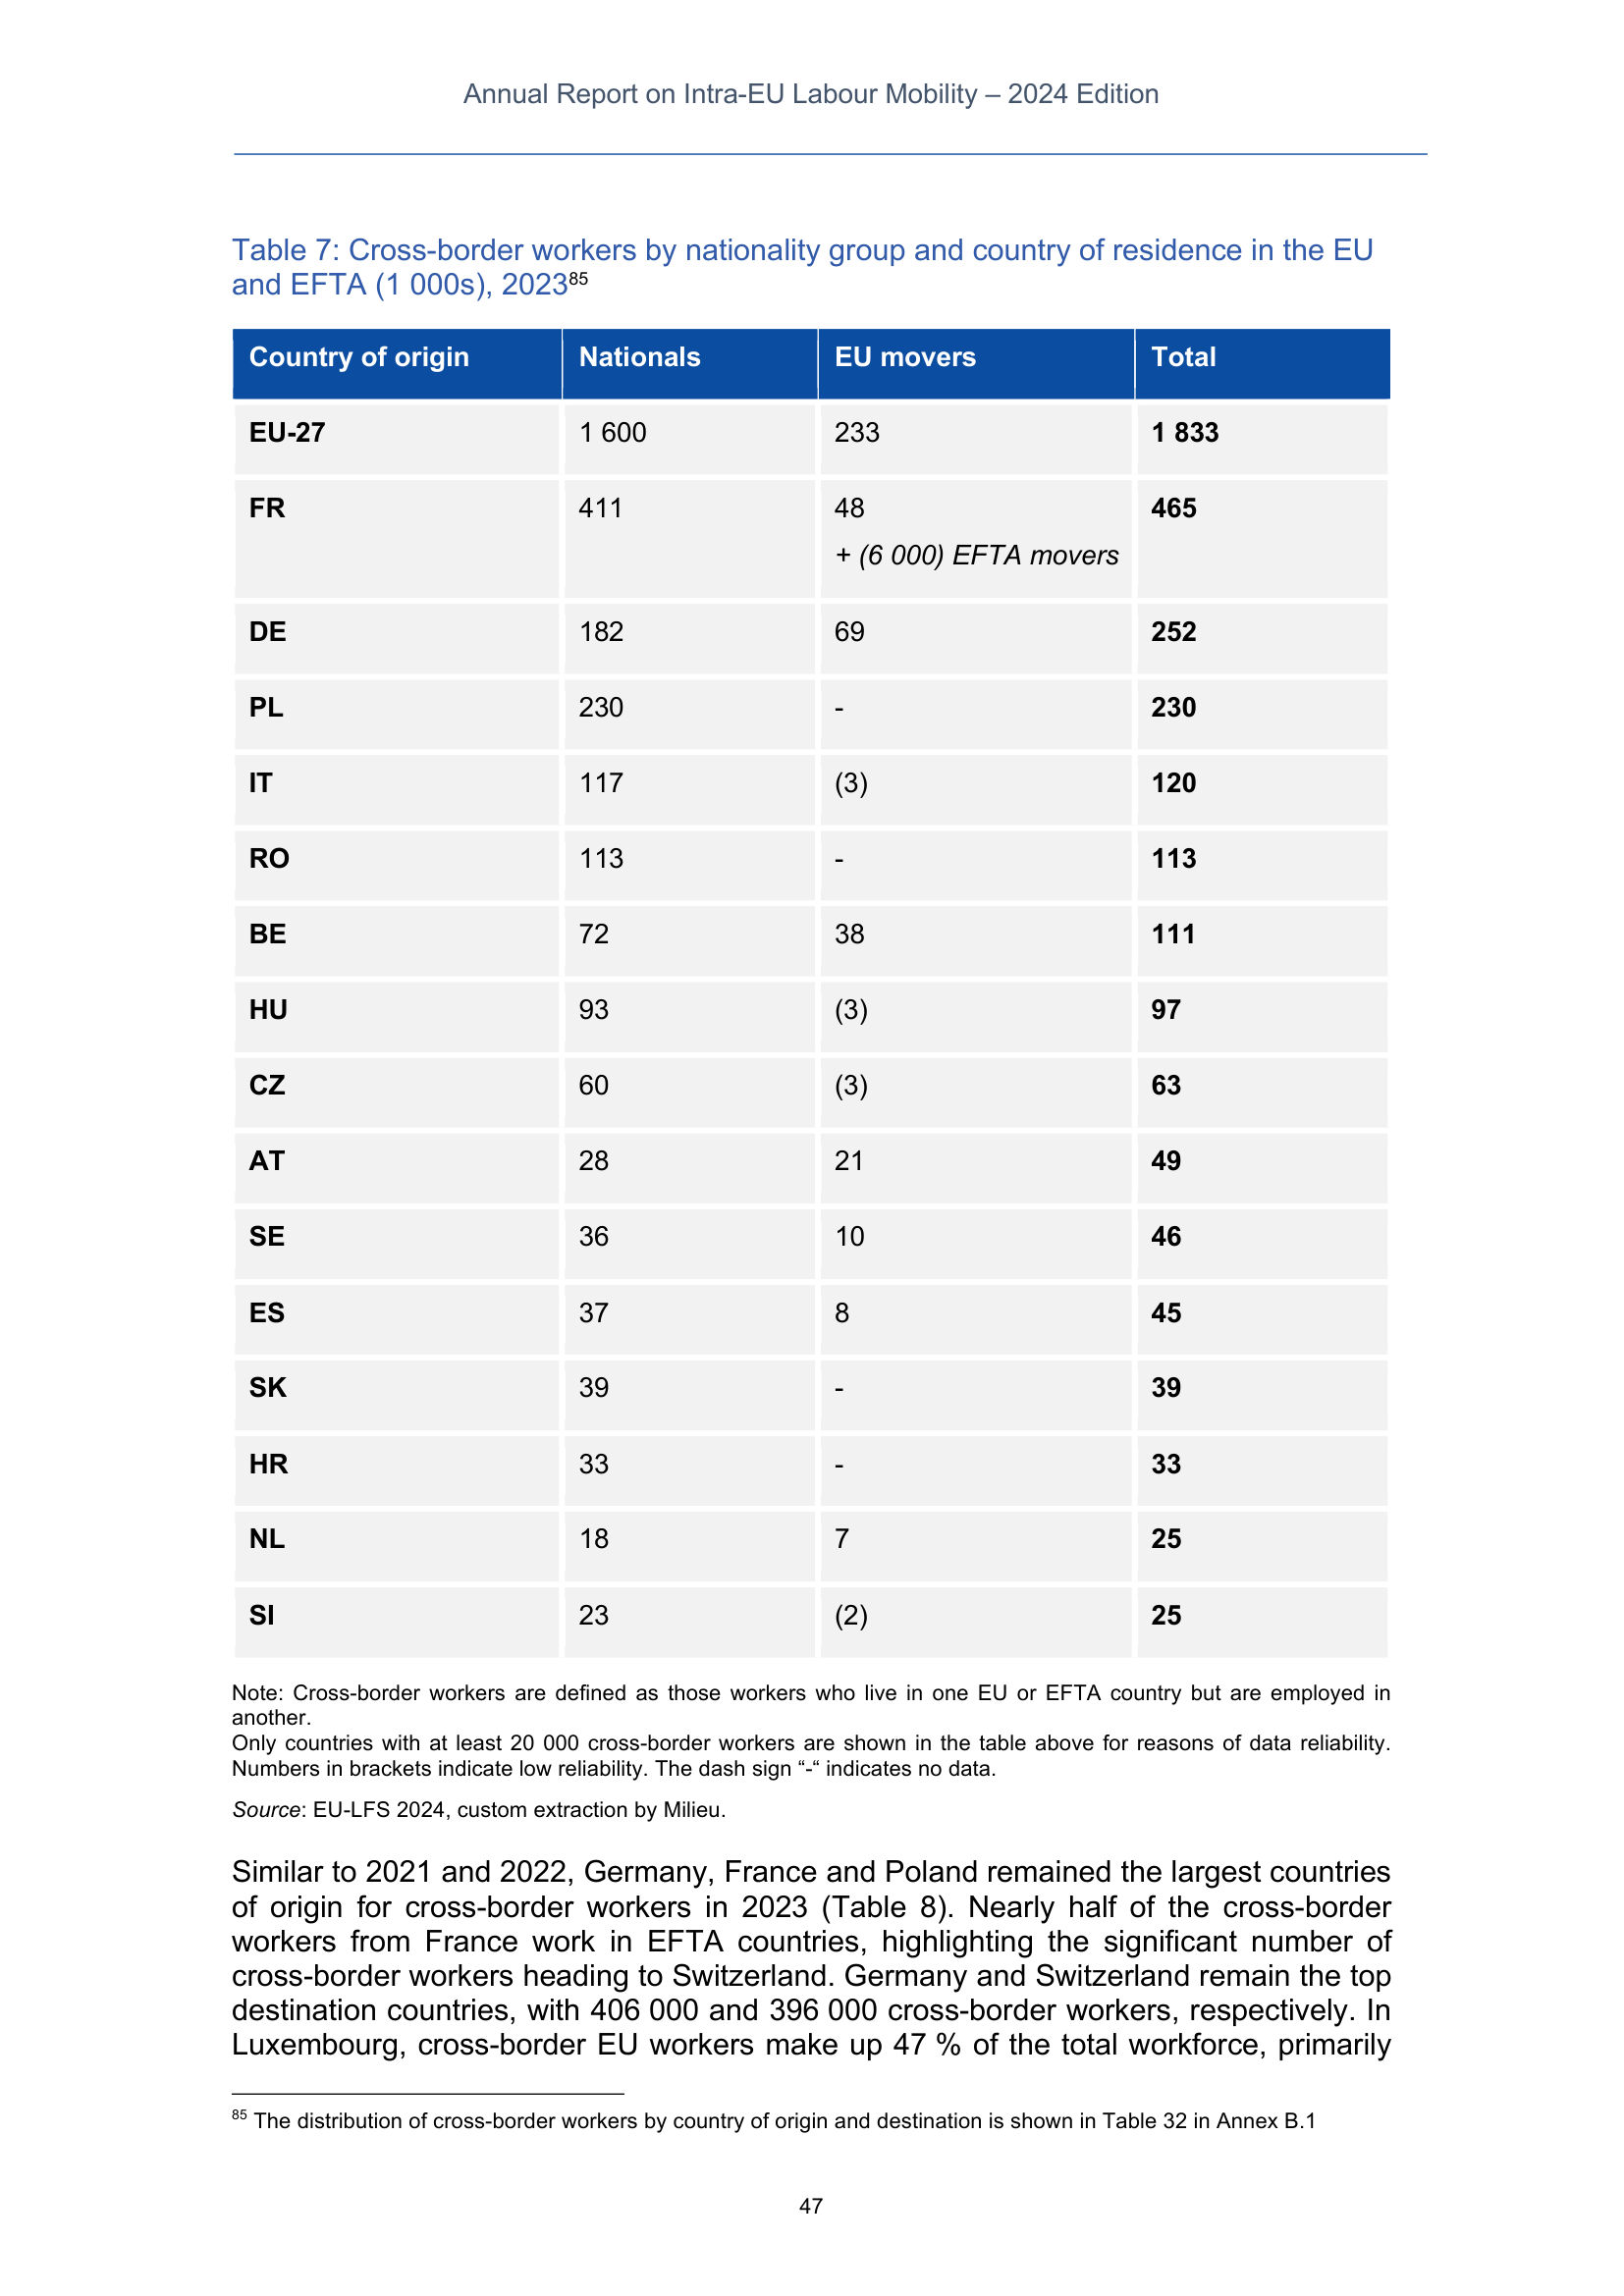 Annual Report on Intra-EU Labour Mobility – 2024 Edition
Table 7: Cross-border workers by nationality group and country of residence in the EU
and EFTA (1 000s), 2023⁸⁵
Country of origin Nationals EU movers Total
EU-27 1 600 233 1 833
FR 411 48 465
+ (6 000) EFTA movers
DE 182 69 252
PL 230 - 230
IT 117 (3) 120
RO 113 - 113
BE 72 38 111
HU 93 (3) 97
CZ 60 (3) 63
AT 28 21 49
SE 36 10 46
ES 37 8 45
SK 39 - 39
HR 33 - 33
NL 18 7 25
SI 23 (2) 25
Note: Cross-border workers are defined as those workers who live in one EU or EFTA country but are employed in
another.
Only countries with at least 20 000 cross-border workers are shown in the table above for reasons of data reliability.
Numbers in brackets indicate low reliability. The dash sign “-“ indicates no data.
Source: EU-LFS 2024, custom extraction by Milieu.
Similar to 2021 and 2022, Germany, France and Poland remained the largest countries
of origin for cross-border workers in 2023 (Table 8). Nearly half of the cross-border
workers from France work in EFTA countries, highlighting the significant number of
cross-border workers heading to Switzerland. Germany and Switzerland remain the top
destination countries, with 406 000 and 396 000 cross-border workers, respectively. In
Luxembourg, cross-border EU workers make up 47 % of the total workforce, primarily
⁸⁵ The distribution of cross-border workers by country of origin and destination is shown in Table 32 in Annex B.1
47